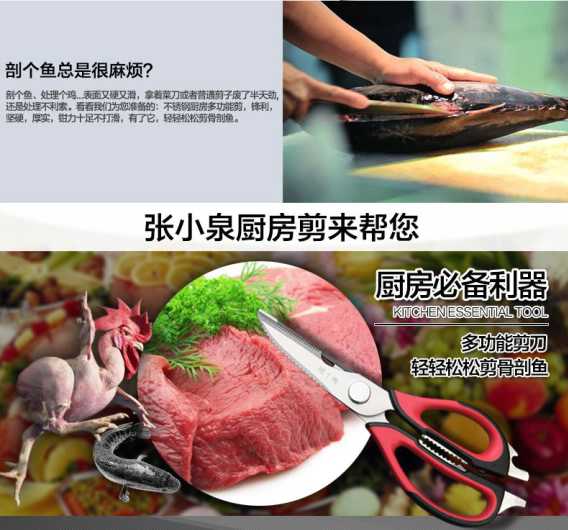 剖个鱼总是很麻烦?
剖个鱼、处理个鸡...表面又硬又滑，拿着菜刀或者普通剪子废了半天劲,
还是处理不利索。看看我们为您准备的：不锈钢厨房多功能剪，锋利，
坚硬，厚实，钳力十足不打滑，有了它，轻轻松松剪骨剖鱼。
张小泉厨房剪来帮您
厨房必备利器
KITCHEN ESSENTIAL TOOL
多功能剪刀
轻轻松松剪骨剖鱼